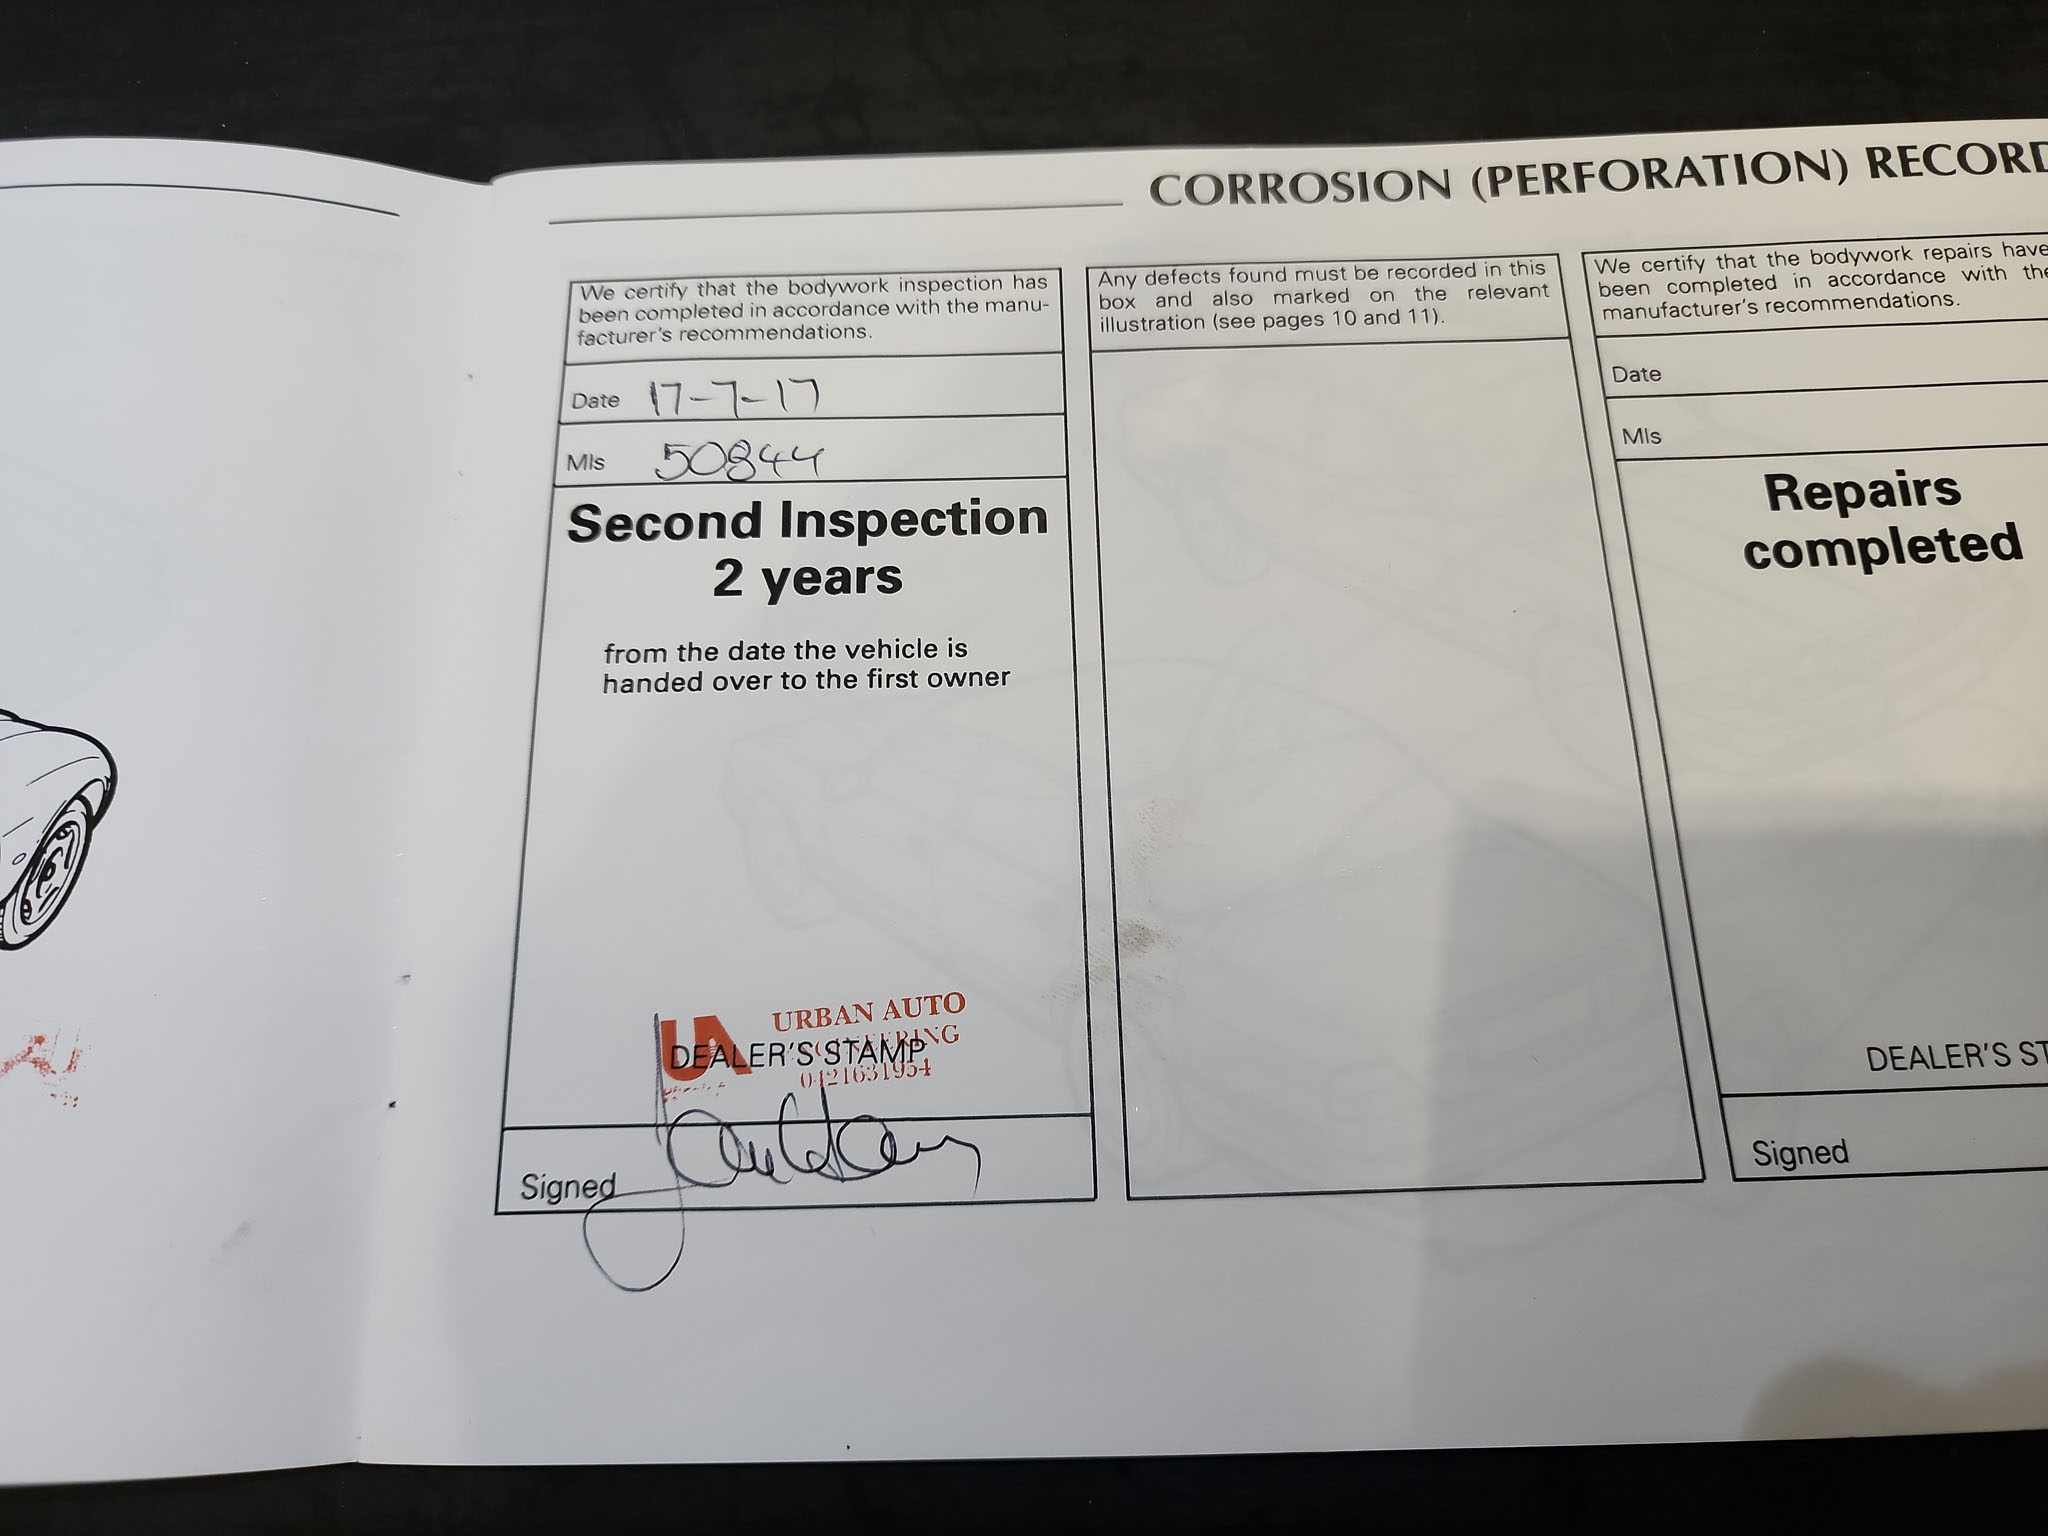 CORROSION (PERFORATION) RECORD
We certify that the bodywork inspection has
been completed in accordance with the manu-
facturer's recommendations.
Date 17-7-17
Mls 50844
Second Inspection
2 years
from the date the vehicle is
handed over to the first owner
UA
URBAN AUTO
DEALER'S STAMP
0421631954
Signed
Any defects found must be recorded in this
box and also marked on the relevant
illustration (see pages 10 and 11).
We certify that the bodywork repairs have
been completed in accordance with the
manufacturer's recommendations.
Date
Mls
Repairs
completed
DEALER'S ST
Signed